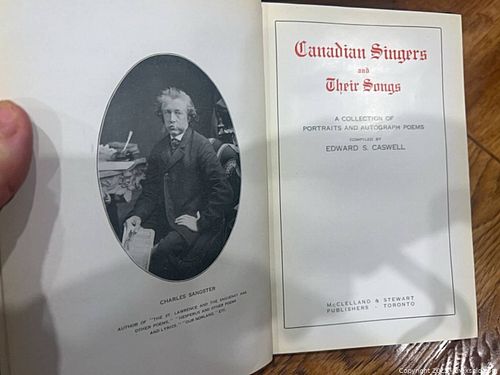 CHARLES SANGSTER
AUTHOR OF "THE ST. LAWRENCE AND THE SAGUENAY AND
OTHER POEMS," "HESPERUS AND OTHER POEMS
AND LYRICS," "OUR NORLAND," ETC.
Canadian Singers
and
Their Songs
A COLLECTION OF
PORTRAITS AND AUTOGRAPH POEMS
COMPILED BY
EDWARD S. CASWELL
McCLELLAND & STEWART
PUBLISHERS - TORONTO